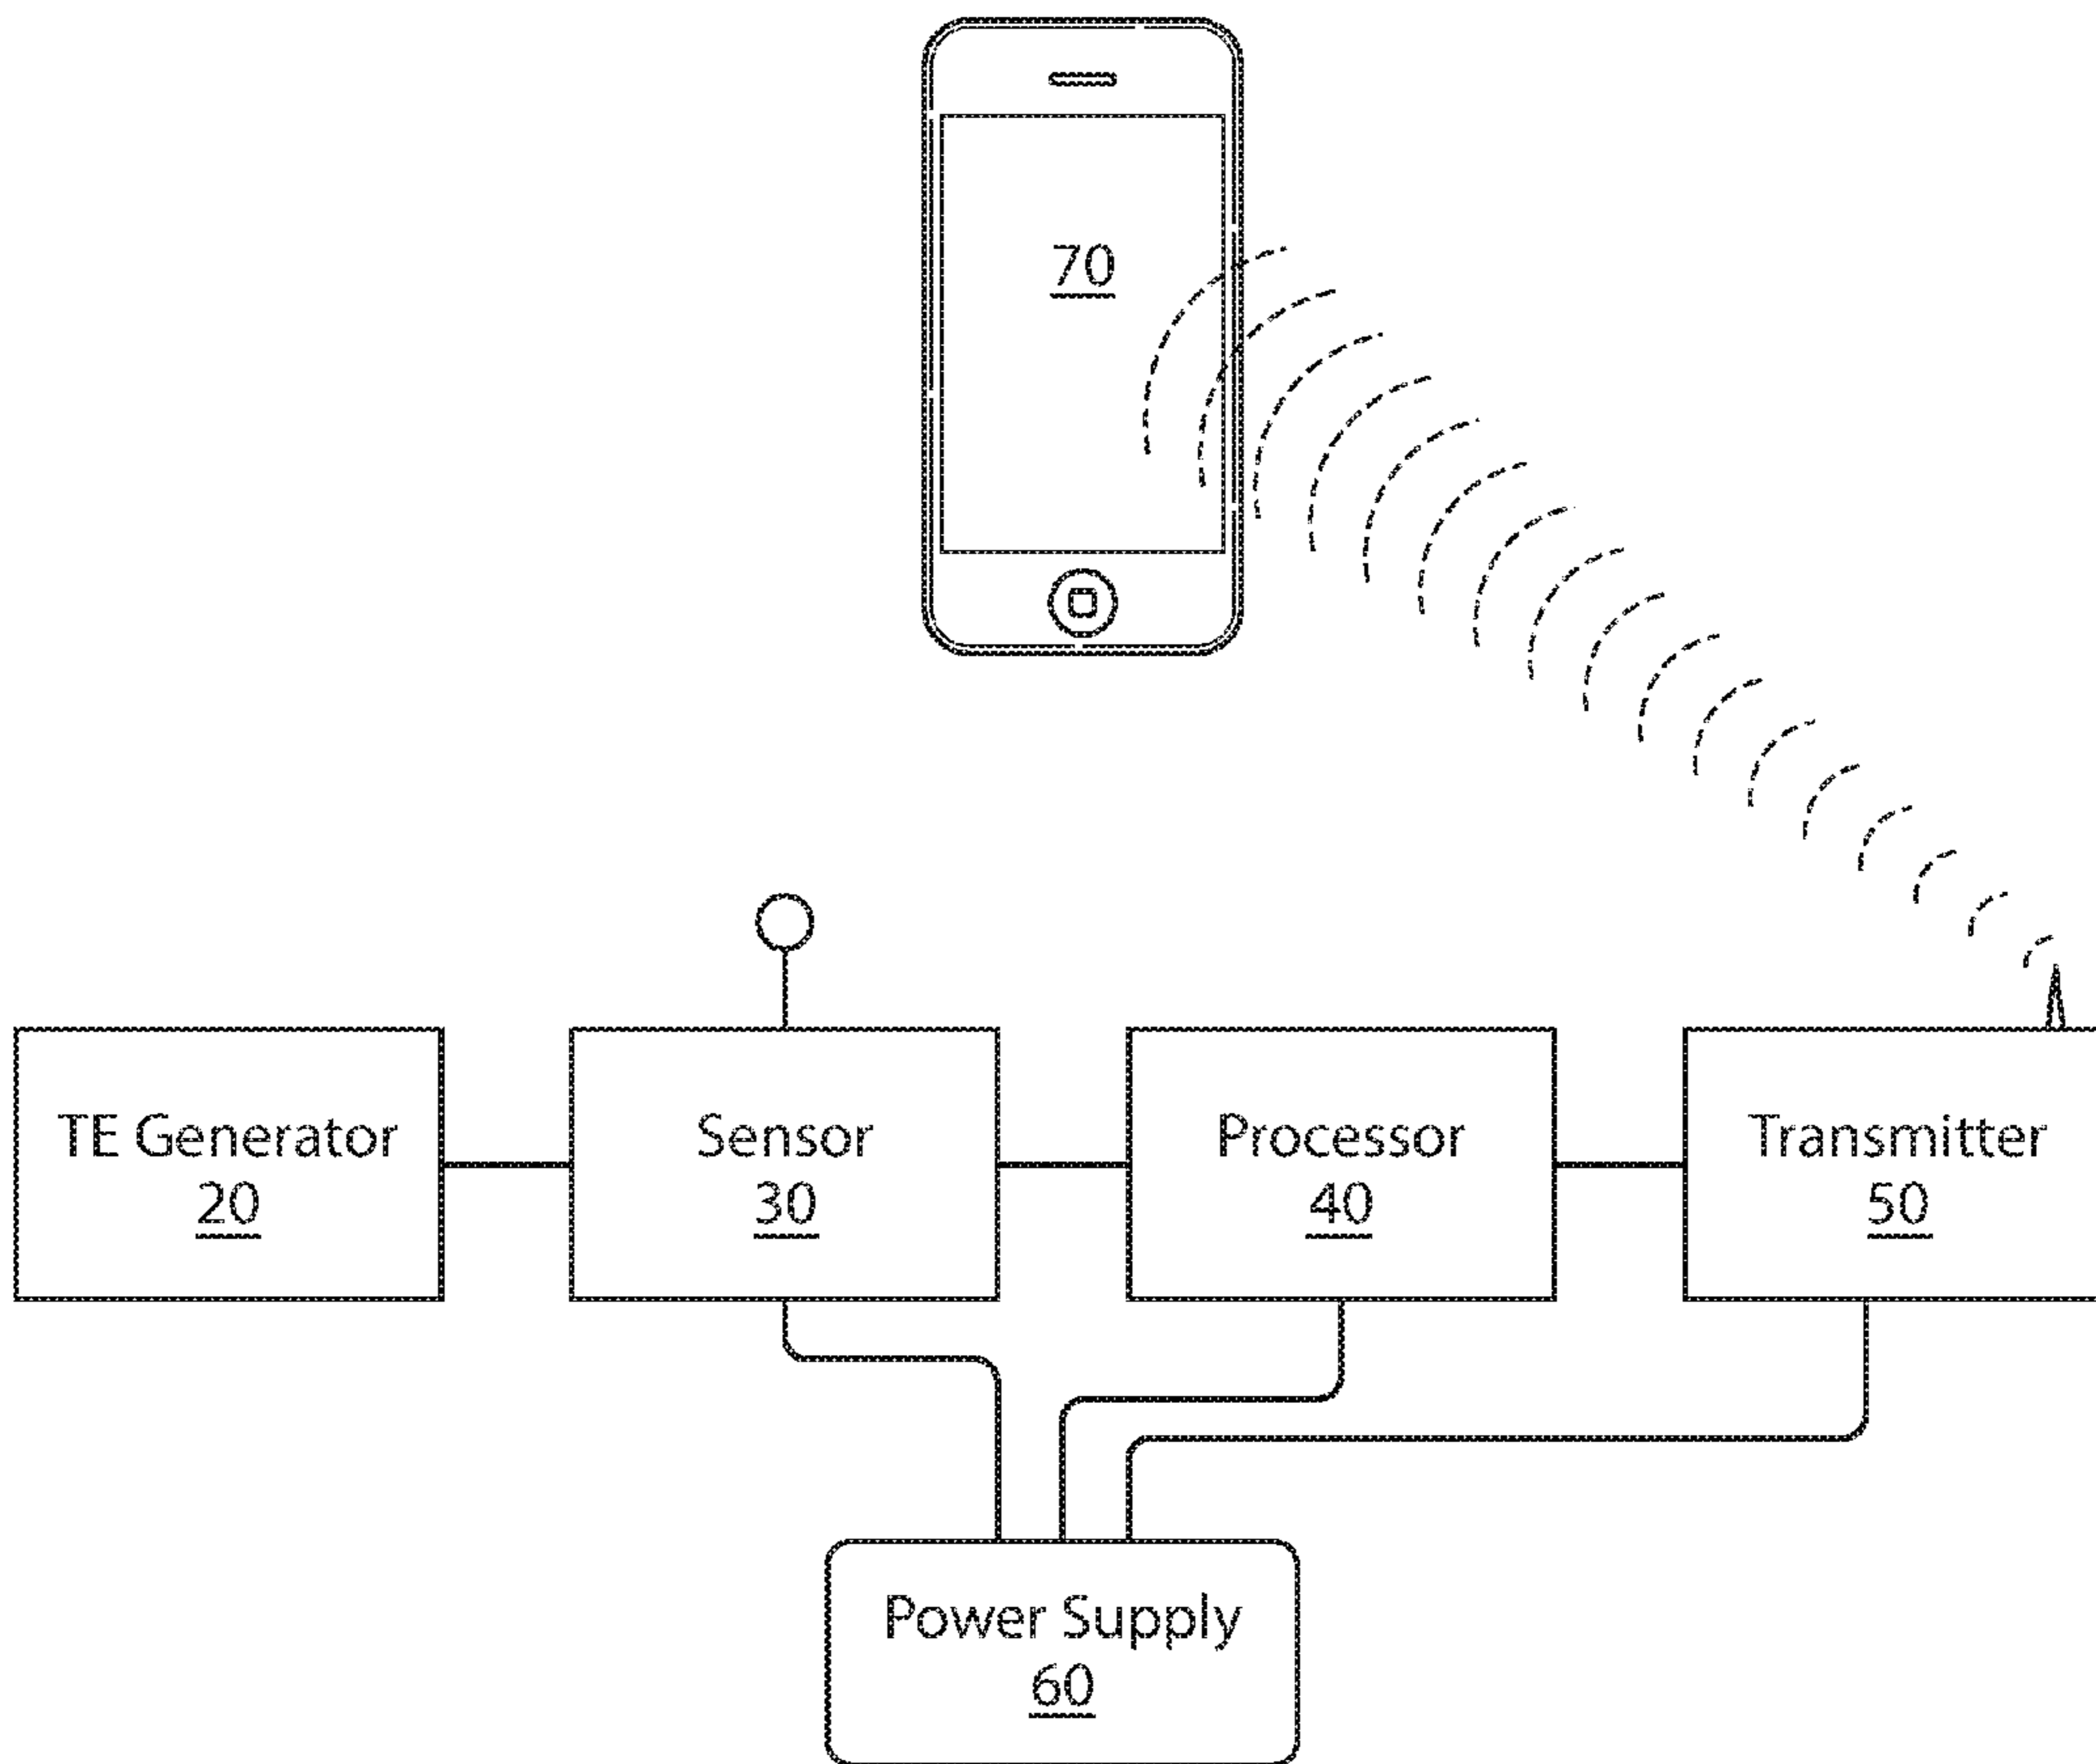 70
TE Generator
20
Sensor
30
Processor
40
Transmitter
50
Power Supply
60